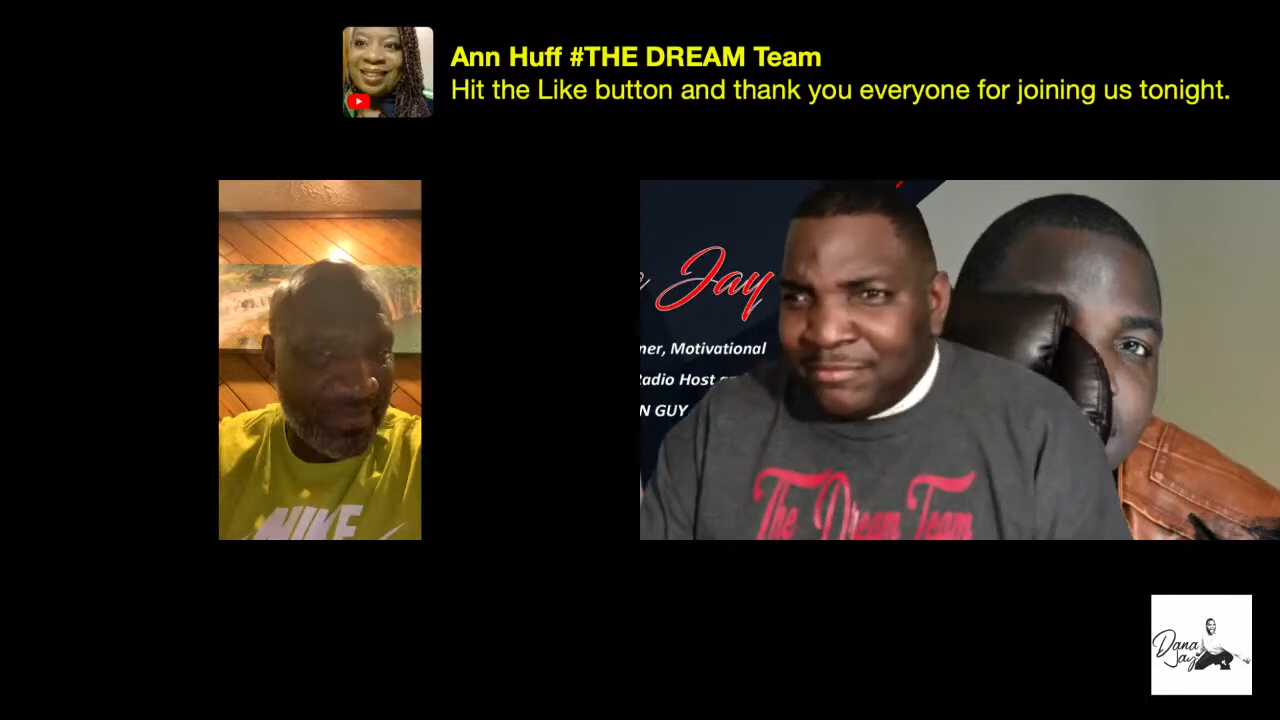 Ann Huff #THE DREAM Team
Hit the Like button and thank you everyone for joining us tonight.
Jay
ner, Motivational
Radio Host
N GUY
NIKE
The Dream Team
Dana
Jay